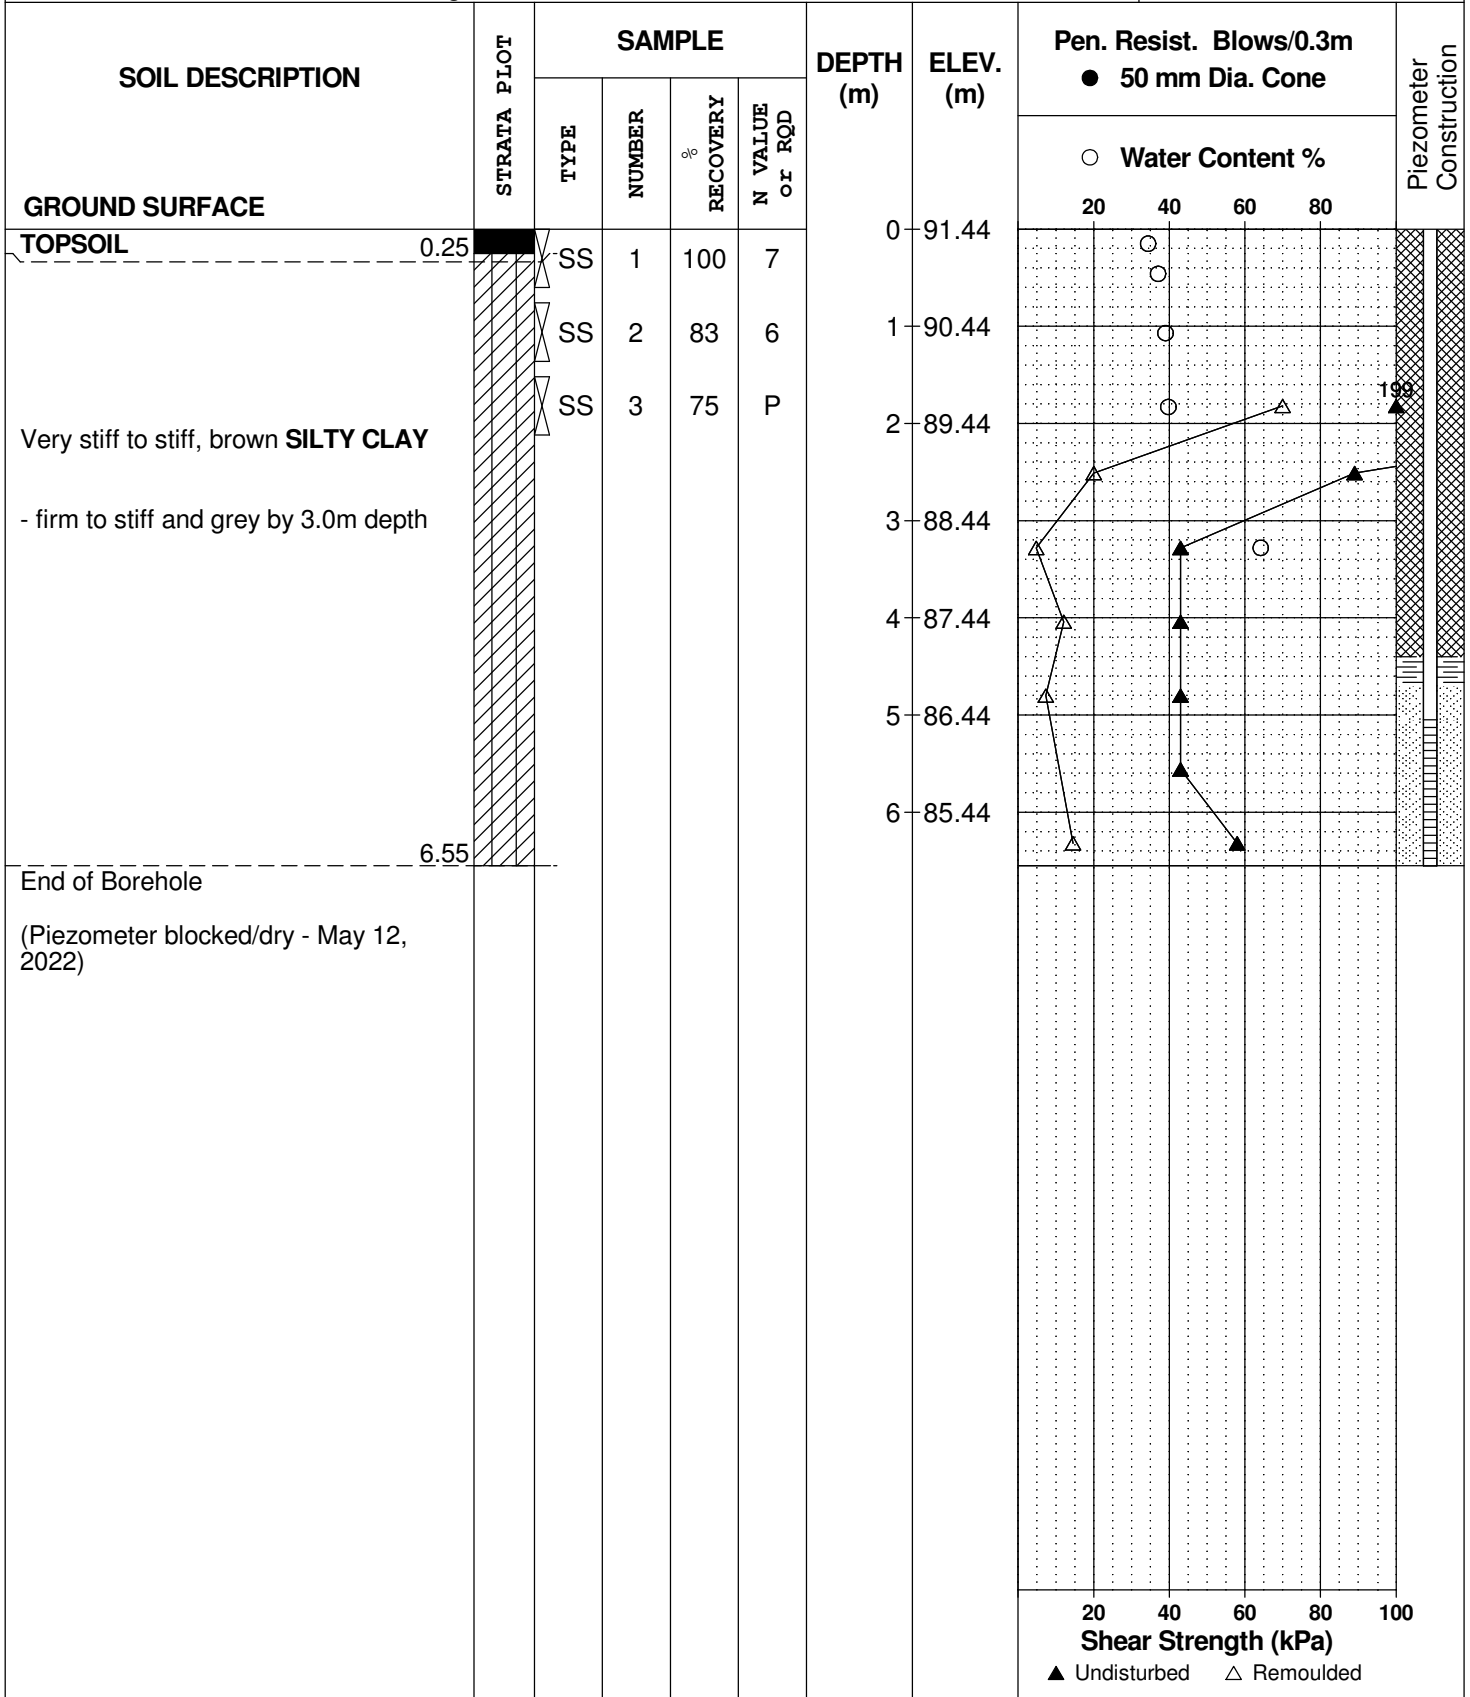 SOIL DESCRIPTION
GROUND SURFACE
STRATA PLOT
SAMPLE
TYPE
NUMBER
%
RECOVERY
N VALUE
or RQD
DEPTH
(m)
ELEV.
(m)
Pen. Resist. Blows/0.3m
● 50 mm Dia. Cone
○ Water Content %
20 40 60 80
Piezometer
Construction
TOPSOIL 0.25
SS 1 100 7
SS 2 83 6
SS 3 75 P
0 91.44
1 90.44
2 89.44
3 88.44
4 87.44
5 86.44
6 85.44
199
Very stiff to stiff, brown SILTY CLAY
- firm to stiff and grey by 3.0m depth
6.55
End of Borehole
(Piezometer blocked/dry - May 12,
2022)
20 40 60 80 100
Shear Strength (kPa)
▲ Undisturbed △ Remoulded